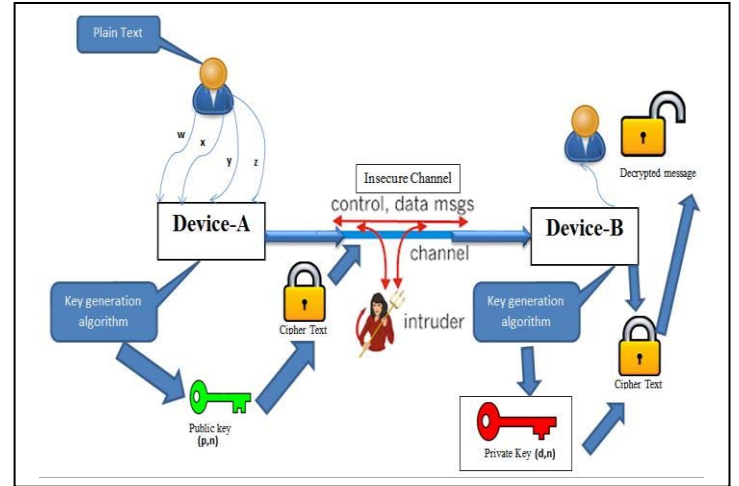 Plain Text
w
x
y
z
Device-A
Insecure Channel
control, data msgs
channel
intruder
Device-B
Decrypted message
Key generation
algorithm
Cipher Text
Public key
(p,n)
Key generation
algorithm
Cipher Text
Private Key (d,n)